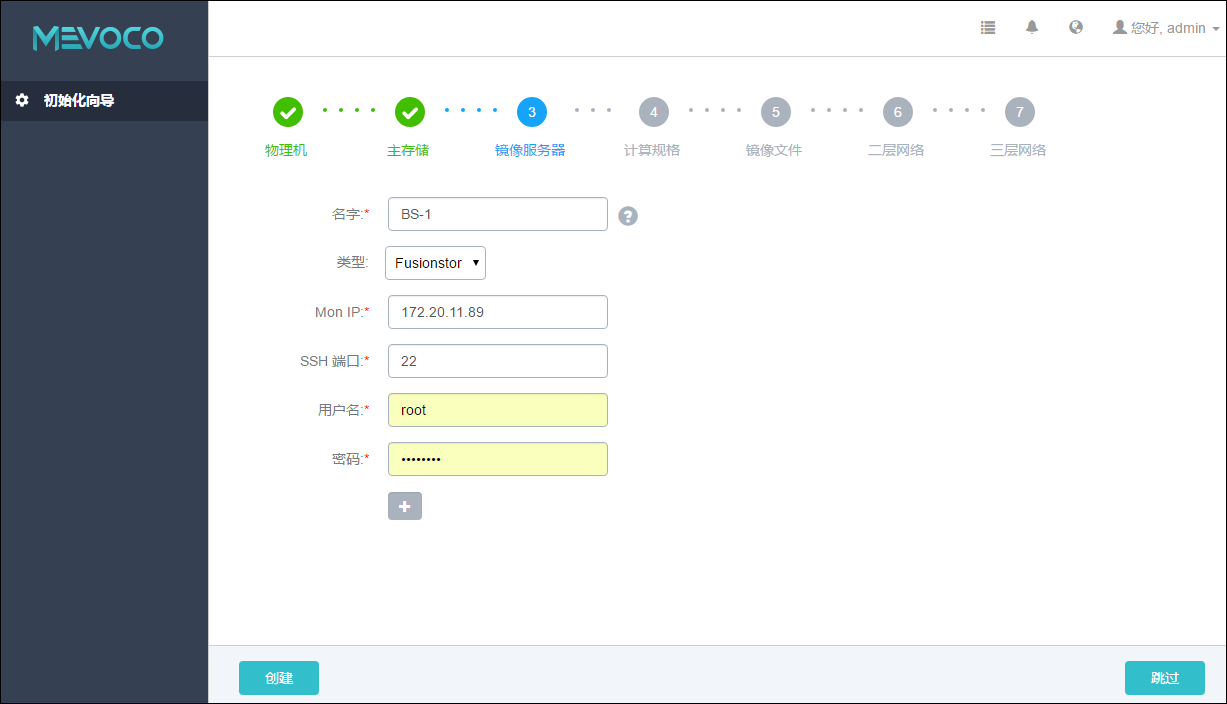 MEVOCO
您好, admin
初始化向导
3 4 5 6 7
物理机 主存储 镜像服务器 计算规格 镜像文件 二层网络 三层网络
名字:* BS-1 ?
类型: Fusionstor
Mon IP:* 172.20.11.89
SSH 端口:* 22
用户名:* root
密码:* ••••••••
+
创建 跳过